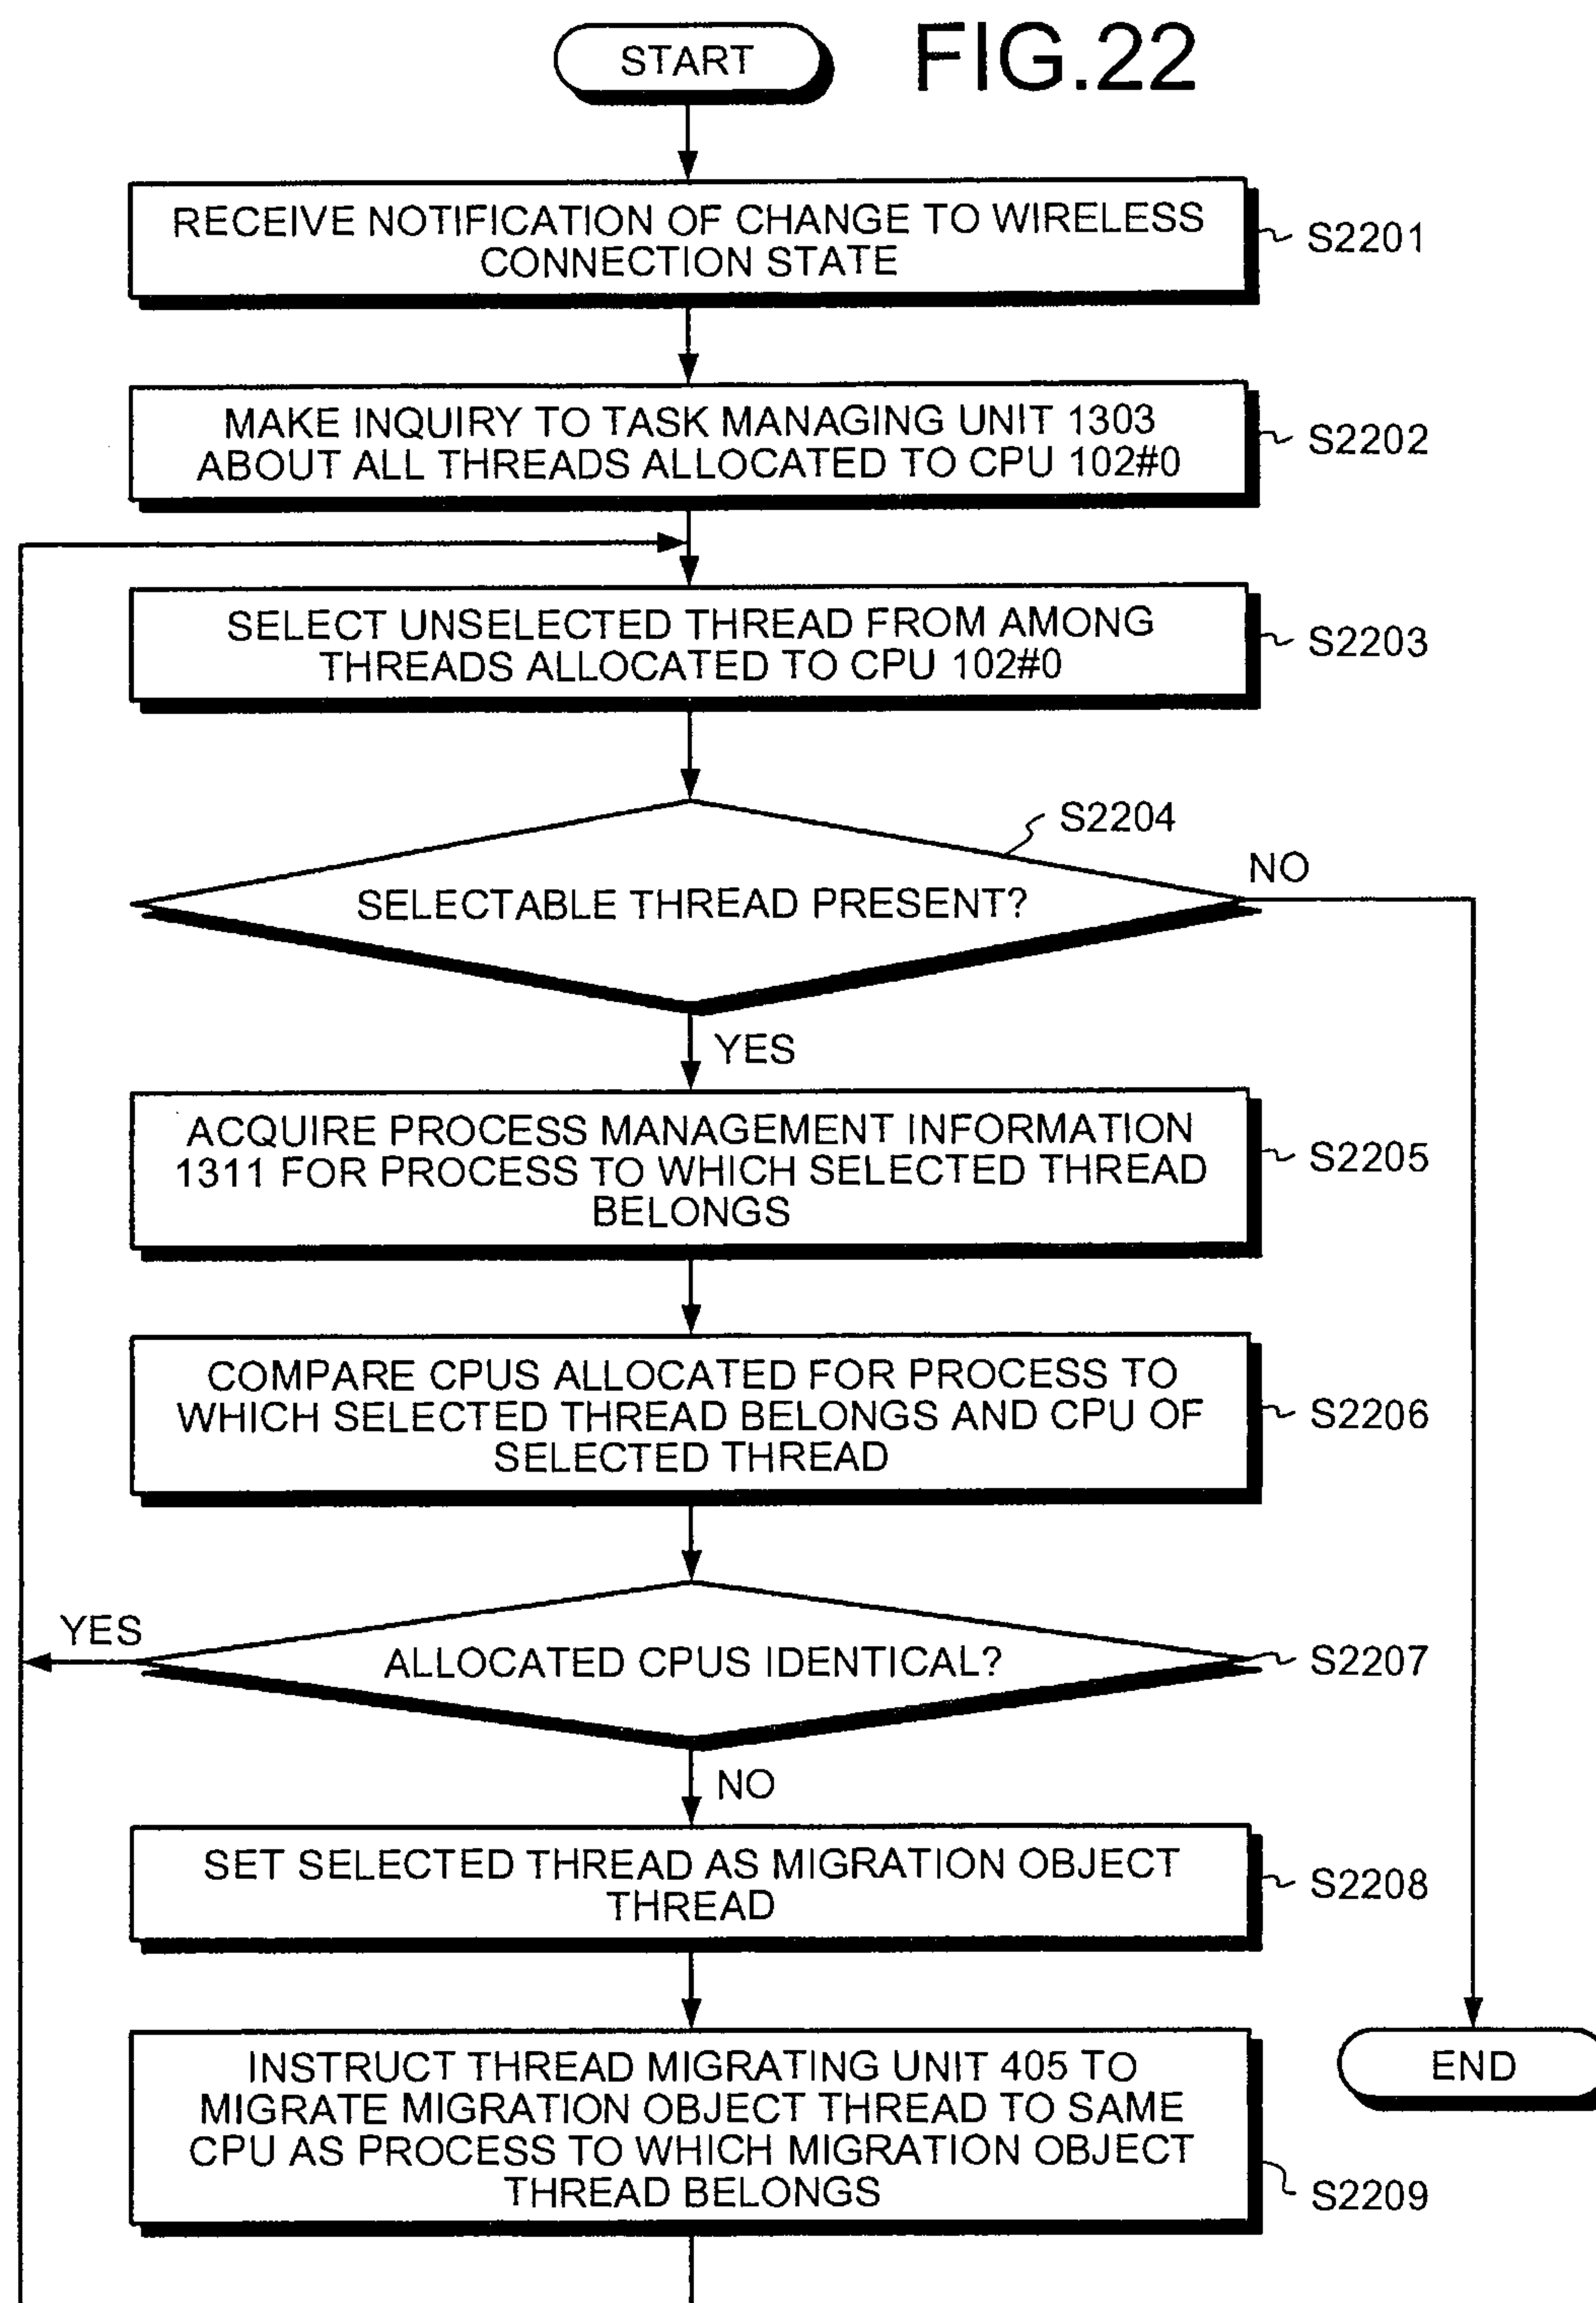 START
FIG.22
RECEIVE NOTIFICATION OF CHANGE TO WIRELESS
CONNECTION STATE
S2201
MAKE INQUIRY TO TASK MANAGING UNIT 1303
ABOUT ALL THREADS ALLOCATED TO CPU 102#0
S2202
SELECT UNSELECTED THREAD FROM AMONG
THREADS ALLOCATED TO CPU 102#0
S2203
S2204
NO
SELECTABLE THREAD PRESENT?
YES
ACQUIRE PROCESS MANAGEMENT INFORMATION
1311 FOR PROCESS TO WHICH SELECTED THREAD
BELONGS
S2205
COMPARE CPUS ALLOCATED FOR PROCESS TO
WHICH SELECTED THREAD BELONGS AND CPU OF
SELECTED THREAD
S2206
YES
ALLOCATED CPUS IDENTICAL?
S2207
NO
SET SELECTED THREAD AS MIGRATION OBJECT
THREAD
S2208
INSTRUCT THREAD MIGRATING UNIT 405 TO
MIGRATE MIGRATION OBJECT THREAD TO SAME
CPU AS PROCESS TO WHICH MIGRATION OBJECT
THREAD BELONGS
S2209
END